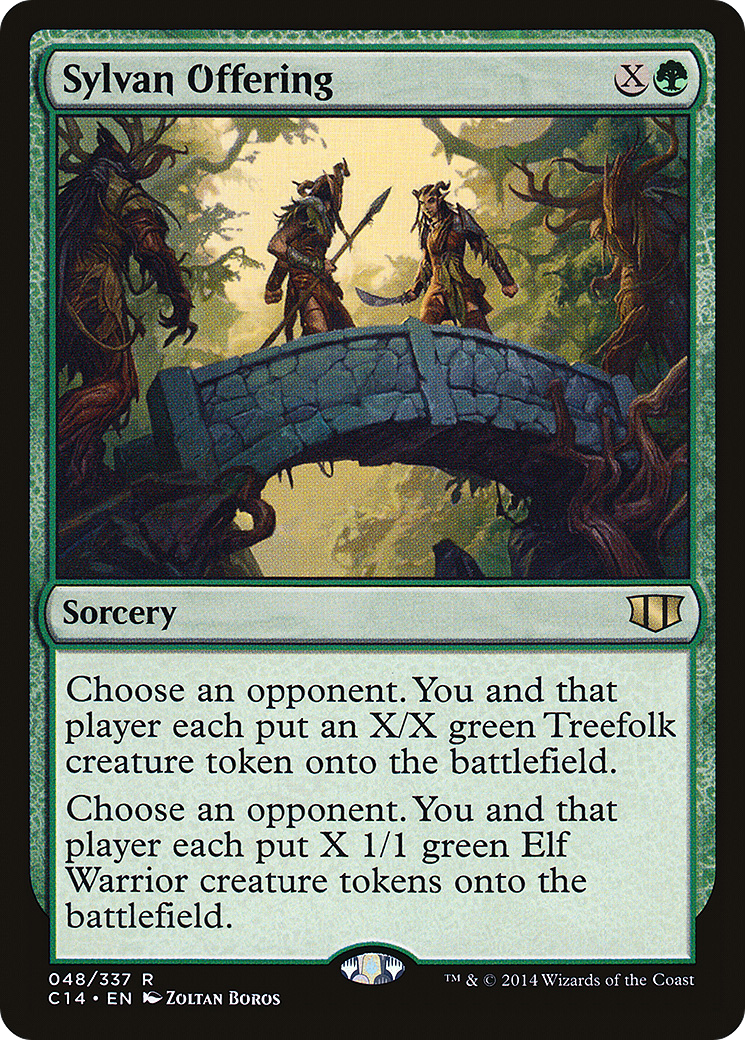 Sylvan Offering X
Sorcery
Choose an opponent. You and that
player each put an X/X green Treefolk
creature token onto the battlefield.
Choose an opponent. You and that
player each put X 1/1 green Elf
Warrior creature tokens onto the
battlefield.
048/337 R ™ & © 2014 Wizards of the Coast
C14 • EN Zoltan Boros